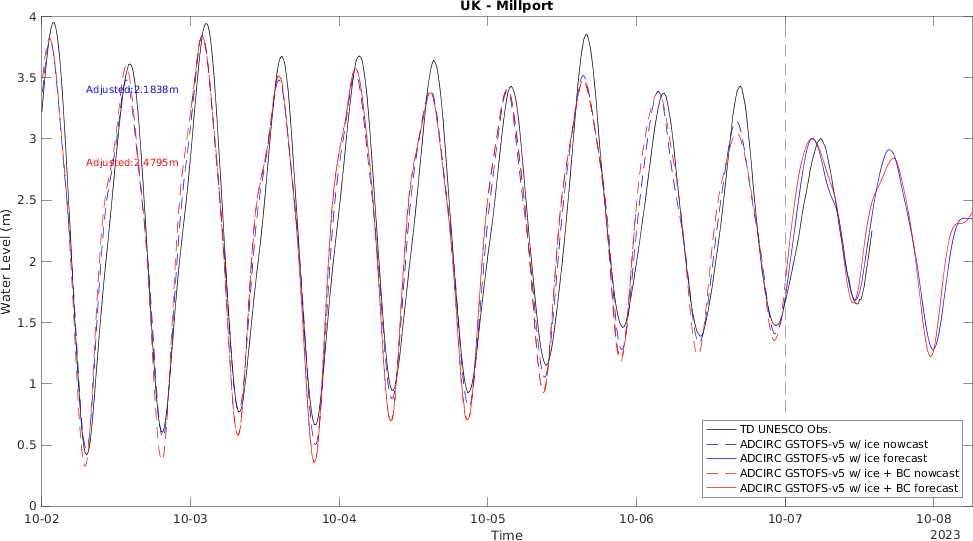 UK - Millport
4
3.5
3
2.5
2
1.5
1
0.5
0
Water Level (m)
Adjusted:2.1838m
Adjusted:2.4795m
TD UNESCO Obs.
ADCIRC GSTOFS-v5 w/ ice nowcast
ADCIRC GSTOFS-v5 w/ ice forecast
ADCIRC GSTOFS-v5 w/ ice + BC nowcast
ADCIRC GSTOFS-v5 w/ ice + BC forecast
10-02 10-03 10-04 10-05 10-06 10-07 10-08
Time
2023